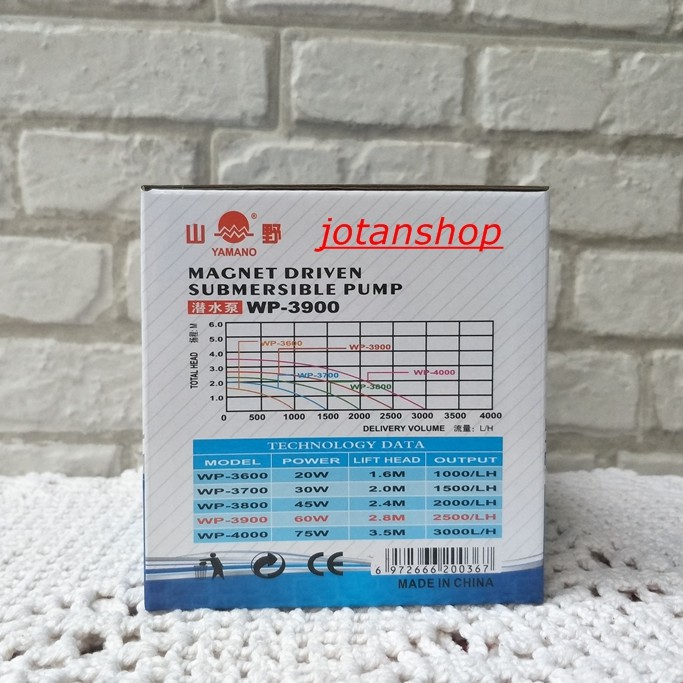 山 ® 野
YAMANO
jotanshop
MAGNET DRIVEN
SUBMERSIBLE PUMP
潜水泵 WP-3900
TOTAL HEAD 扬程: M
6.0
5.0
4.0
3.0
2.0
1.0
WP-3600
WP-3900
WP-3700
WP-4000
WP-3800
0 500 1000 1500 2000 2500 3000 3500 4000
DELIVERY VOLUME 流量: L/H
TECHNOLOGY DATA
MODEL POWER LIFT HEAD OUTPUT
WP-3600 20W 1.6M 1000/LH
WP-3700 30W 2.0M 1500/LH
WP-3800 45W 2.4M 2000/LH
WP-3900 60W 2.8M 2500/LH
WP-4000 75W 3.5M 3000L/H
CE
6 972666 200367
MADE IN CHINA